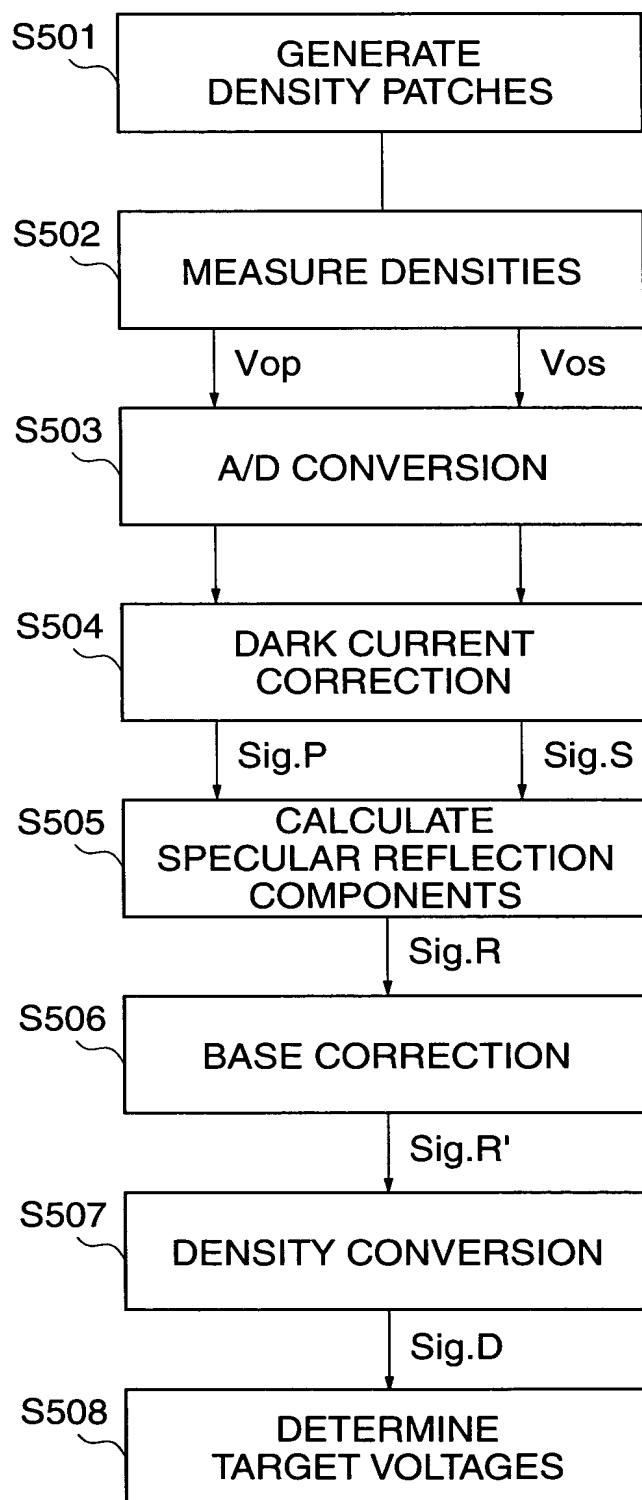 S501
GENERATE
DENSITY PATCHES
S502
MEASURE DENSITIES
Vop
Vos
S503
A/D CONVERSION
S504
DARK CURRENT
CORRECTION
Sig.P
Sig.S
S505
CALCULATE
SPECULAR REFLECTION
COMPONENTS
Sig.R
S506
BASE CORRECTION
Sig.R'
S507
DENSITY CONVERSION
Sig.D
S508
DETERMINE
TARGET VOLTAGES